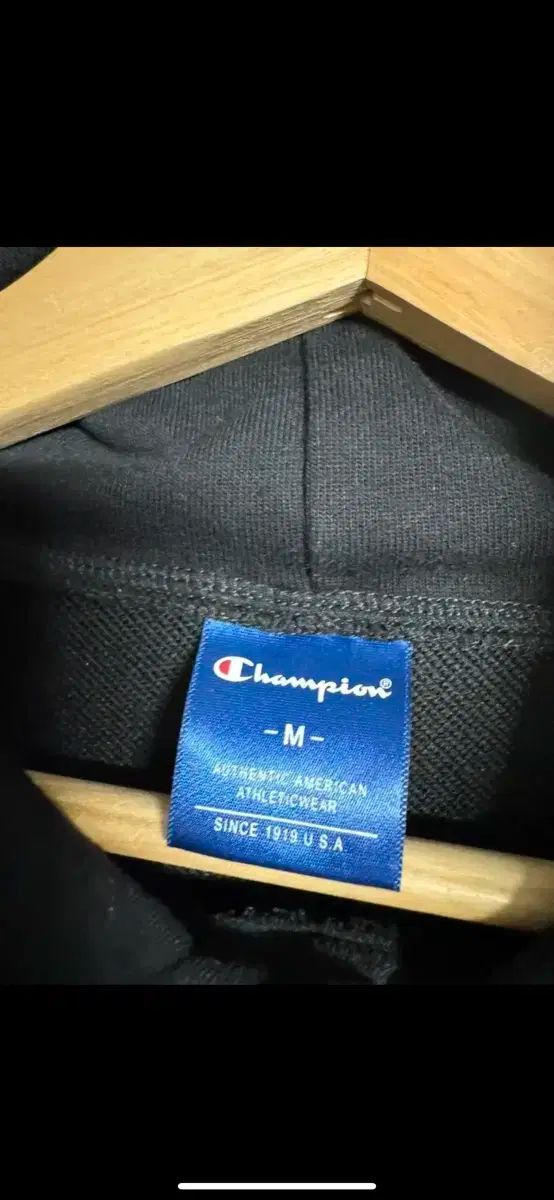 Champion®
-M-
AUTHENTIC AMERICAN
ATHLETICWEAR
SINCE 1919 U.S.A